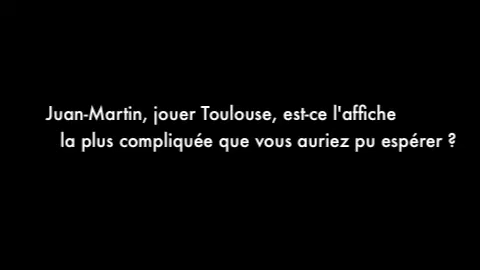 Juan-Martin, jouer Toulouse, est-ce l'affiche
la plus compliquée que vous auriez pu espérer ?